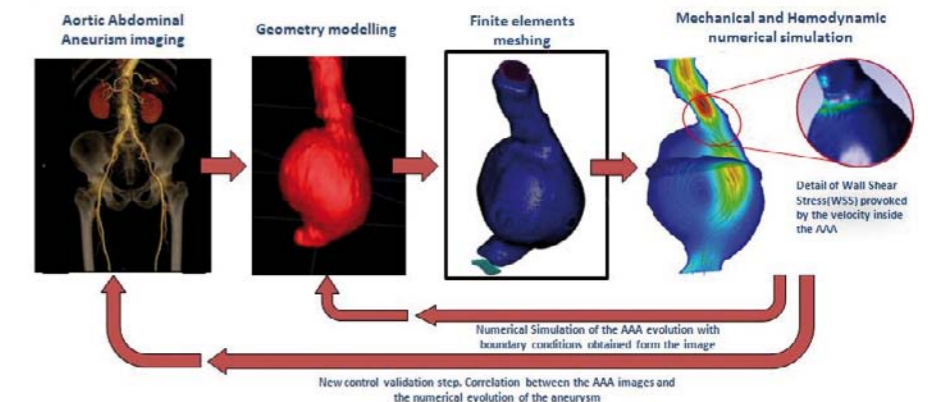 Aortic Abdominal
Aneurism imaging
Geometry modelling
Finite elements
meshing
Mechanical and Hemodynamic
numerical simulation
Detail of Wall Shear
Stress(WSS) provoked
by the velocity inside
the AAA
Numerical Simulation of the AAA evolution with
boundary conditions obtained form the image
New control validation step. Correlation between the AAA images and
the numerical evolution of the aneurysm